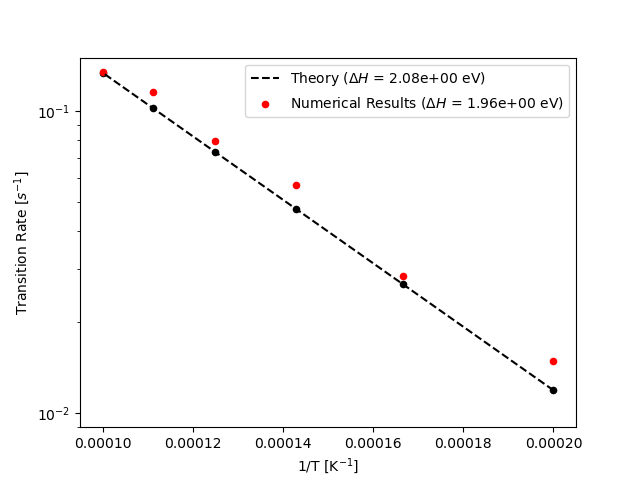 Theory (ΔH = 2.08e+00 eV)
Numerical Results (ΔH = 1.96e+00 eV)
10⁻¹
10⁻²
Transition Rate [s⁻¹]
0.00010 0.00012 0.00014 0.00016 0.00018 0.00020
1/T [K⁻¹]